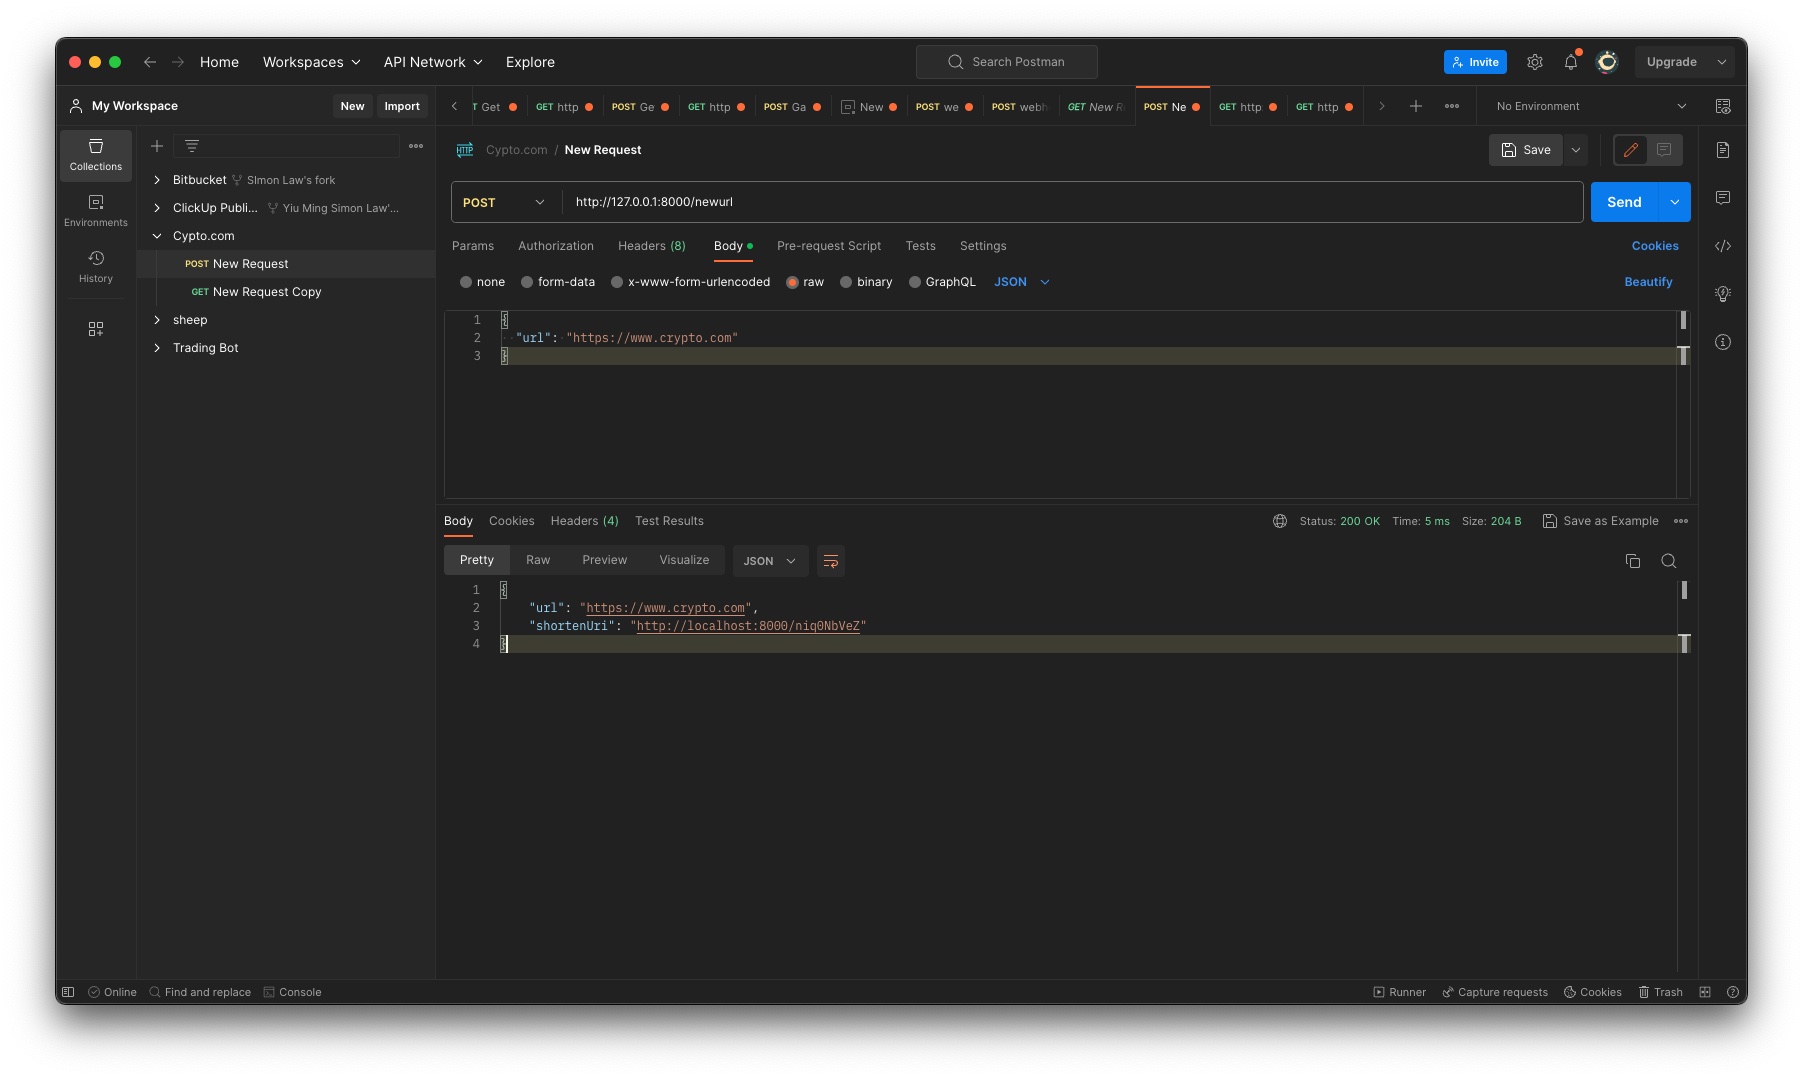 Home Workspaces API Network Explore Search Postman Invite Upgrade
My Workspace New Import
Get GET http POST Ge GET http POST Ga New POST we POST webh GET New R POST Ne GET http GET http No Environment
Collections
Environments
History
Bitbucket SImon Law's fork
ClickUp Publi... Yiu Ming Simon Law'...
Cypto.com
POST New Request
GET New Request Copy
sheep
Trading Bot
HTTP Cypto.com / New Request Save
POST http://127.0.0.1:8000/newurl Send
Params Authorization Headers (8) Body Pre-request Script Tests Settings Cookies
none form-data x-www-form-urlencoded raw binary GraphQL JSON Beautify
1 {
2 "url": "https://www.crypto.com"
3 }
Body Cookies Headers (4) Test Results Status: 200 OK Time: 5 ms Size: 204 B Save as Example
Pretty Raw Preview Visualize JSON
1 {
2 "url": "https://www.crypto.com",
3 "shortenUri": "http://localhost:8000/niq0NbVeZ"
4 }
Online Find and replace Console Runner Capture requests Cookies Trash